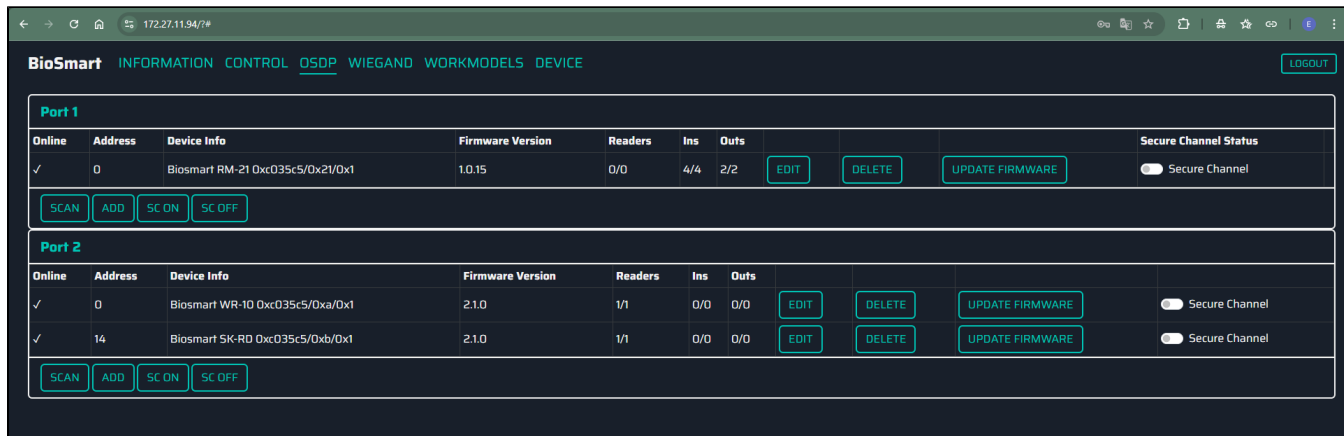 172.27.11.94/?#
E
BioSmart INFORMATION CONTROL OSDP WIEGAND WORKMODELS DEVICE LOGOUT
Port 1
Online Address Device Info Firmware Version Readers Ins Outs Secure Channel Status
✓ 0 Biosmart RM-21 0xc035c5/0x21/0x1 1.0.15 0/0 4/4 2/2 EDIT DELETE UPDATE FIRMWARE Secure Channel
SCAN ADD SC ON SC OFF
Port 2
Online Address Device Info Firmware Version Readers Ins Outs
✓ 0 Biosmart WR-10 0xc035c5/0xa/0x1 2.1.0 1/1 0/0 0/0 EDIT DELETE UPDATE FIRMWARE Secure Channel
✓ 14 Biosmart SK-RD 0xc035c5/0xb/0x1 2.1.0 1/1 0/0 0/0 EDIT DELETE UPDATE FIRMWARE Secure Channel
SCAN ADD SC ON SC OFF